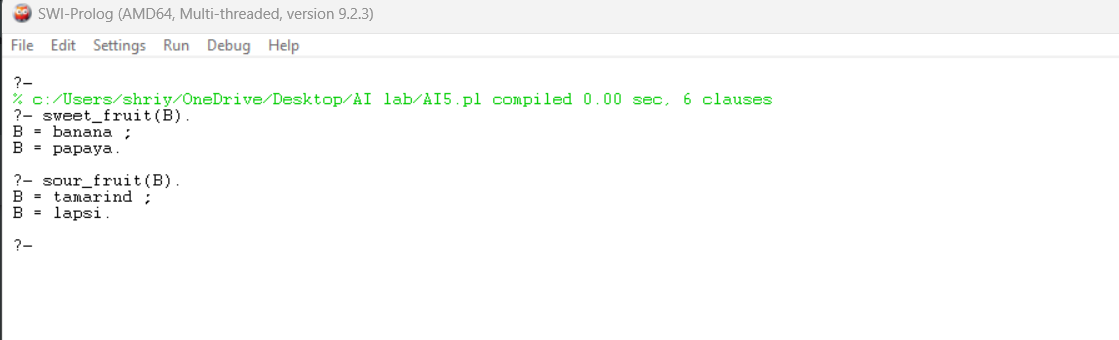 SWI-Prolog (AMD64, Multi-threaded, version 9.2.3)
File Edit Settings Run Debug Help
?-
% c:/Users/shriy/OneDrive/Desktop/AI lab/AI5.pl compiled 0.00 sec, 6 clauses
?- sweet_fruit(B).
B = banana ;
B = papaya.
?- sour_fruit(B).
B = tamarind ;
B = lapsi.
?-